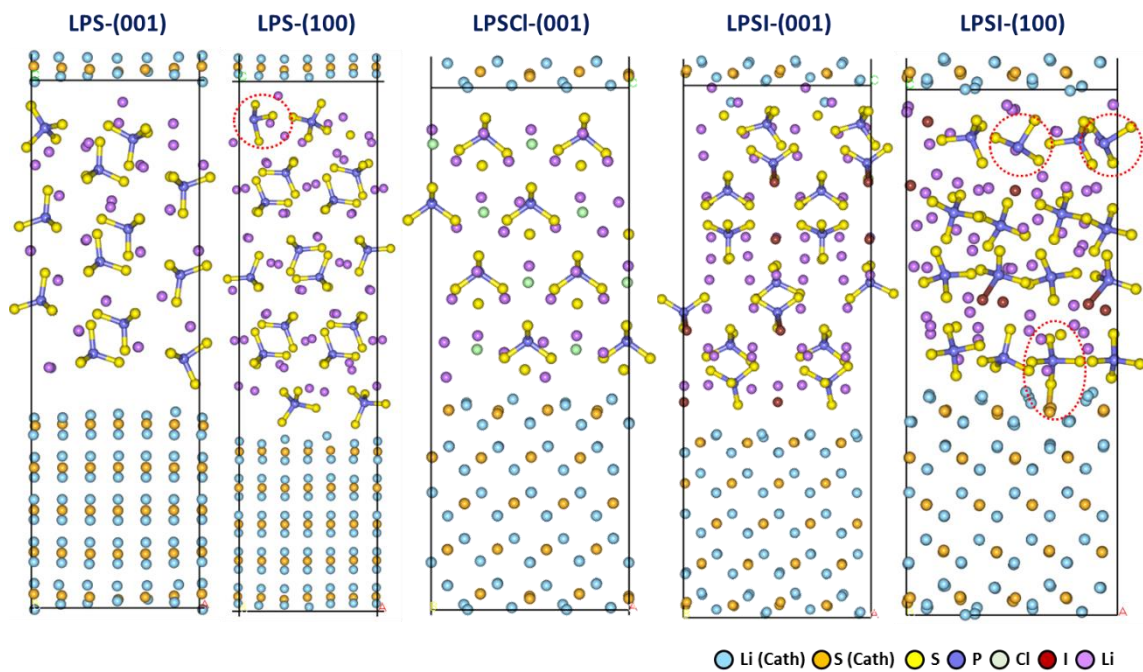 LPS-(001) LPS-(100) LPSCl-(001) LPSI-(001) LPSI-(100)
Li (Cath) S (Cath) S P Cl I Li